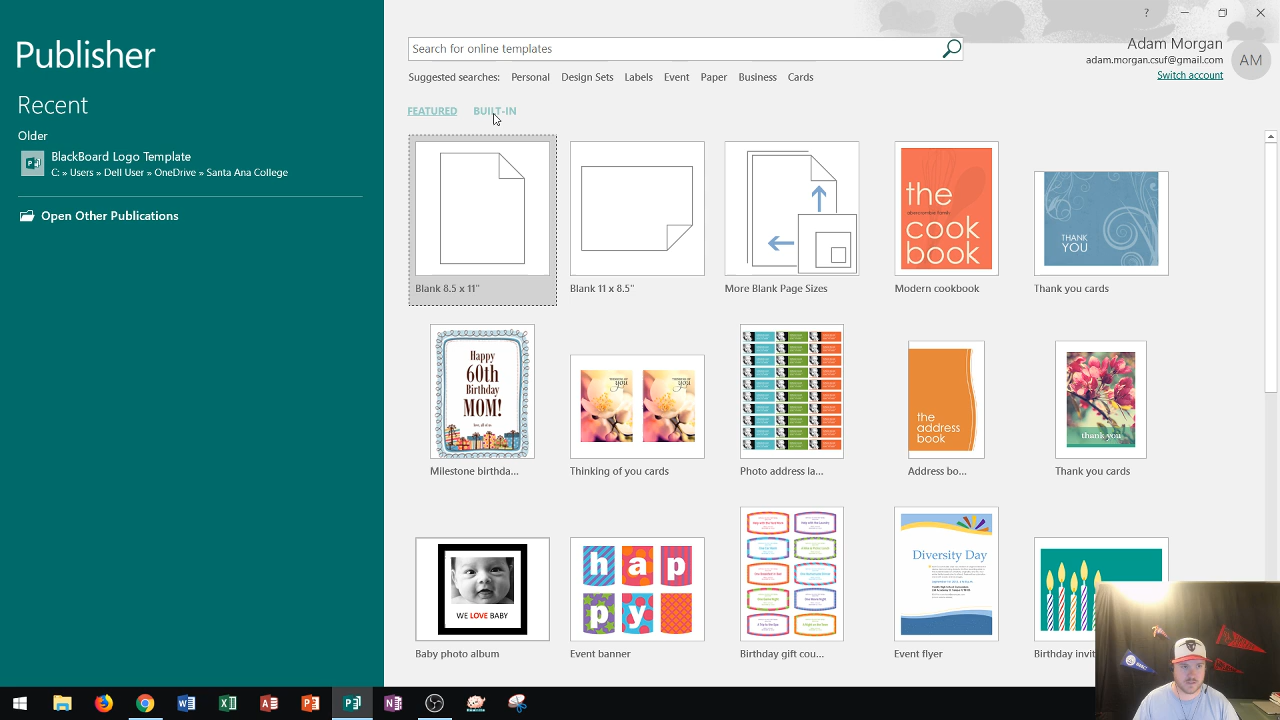 Publisher
Recent
Older
BlackBoard Logo Template
C: » Users » Dell User » OneDrive » Santa Ana College
Open Other Publications
?
Search for online templates
Adam Morgan
adam.morgan.csuf@gmail.com
Switch account
AM
Suggested searches: Personal Design Sets Labels Event Paper Business Cards
FEATURED BUILT-IN
the
cook
book
THANK
YOU
Blank 8.5 x 11"
Blank 11 x 8.5"
More Blank Page Sizes
Modern cookbook
Thank you cards
Happy
60th
Birthday
MOM!
the
address
book
thank you
Milestone birthda...
Thinking of you cards
Photo address la...
Address bo...
Thank you cards
WE LOVE BABY
hap
py
Diversity Day
Baby photo album
Event banner
Birthday gift cou...
Event flyer
Birthday invit